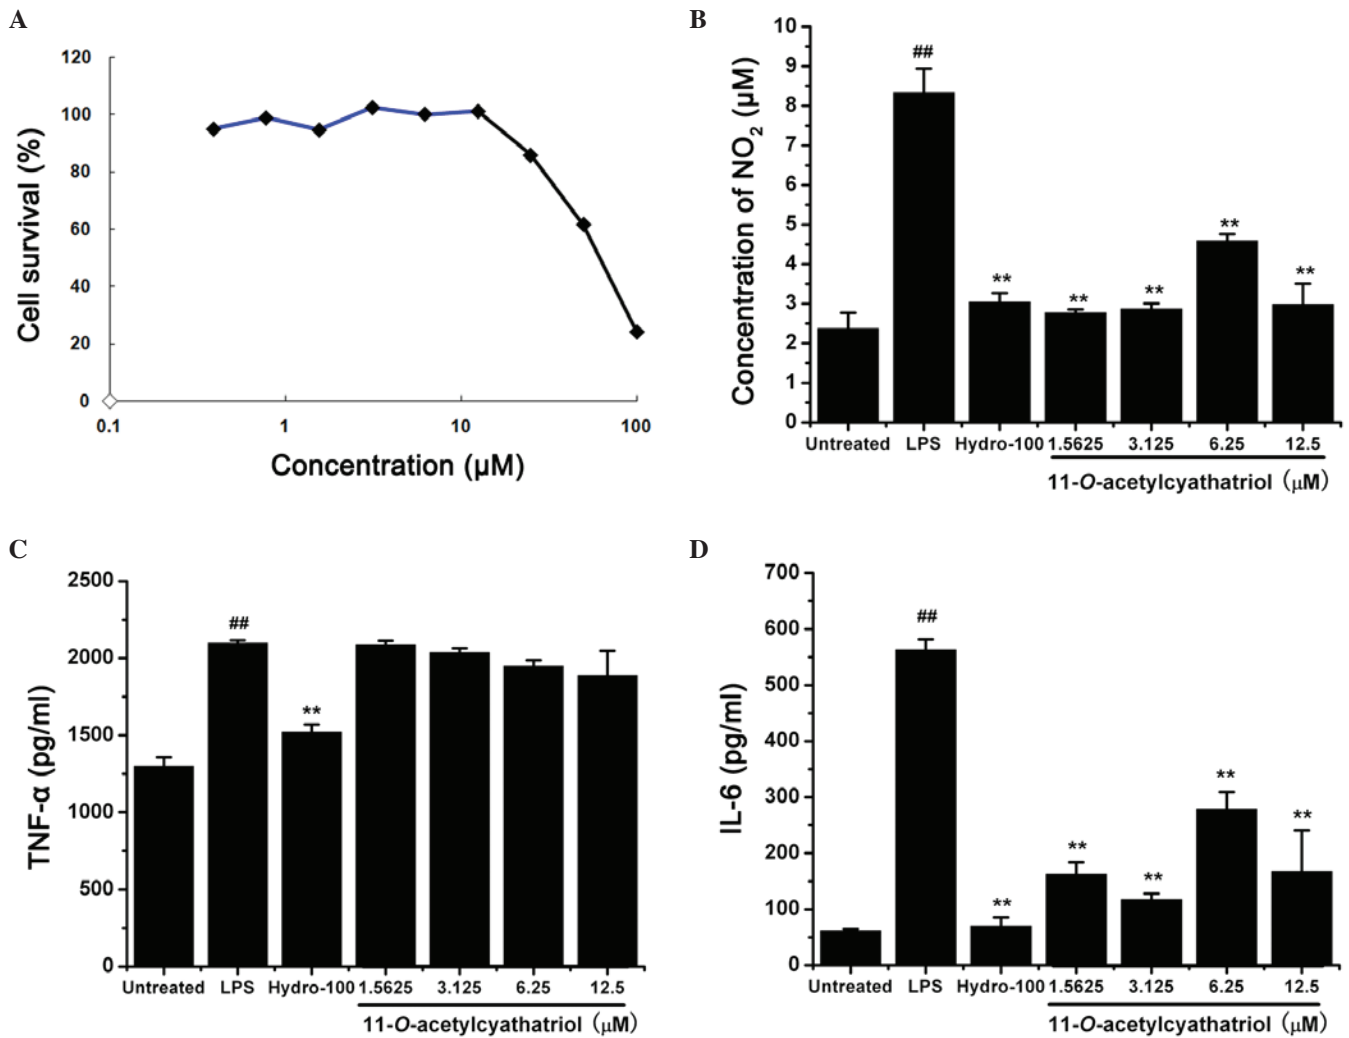 A
120
100
80
60
40
20
0
0.1 1 10 100
Cell survival (%)
Concentration (μM)
B
10
9
8
7
6
5
4
3
2
1
0
Concentration of NO2 (μM)
##
**
**
**
**
**
Untreated LPS Hydro-100 1.5625 3.125 6.25 12.5
11-O-acetylcyathatriol (μM)
C
2500
2000
1500
1000
500
0
TNF-α (pg/ml)
##
**
Untreated LPS Hydro-100 1.5625 3.125 6.25 12.5
11-O-acetylcyathatriol (μM)
D
700
600
500
400
300
200
100
0
IL-6 (pg/ml)
##
**
**
**
**
**
Untreated LPS Hydro-100 1.5625 3.125 6.25 12.5
11-O-acetylcyathatriol (μM)